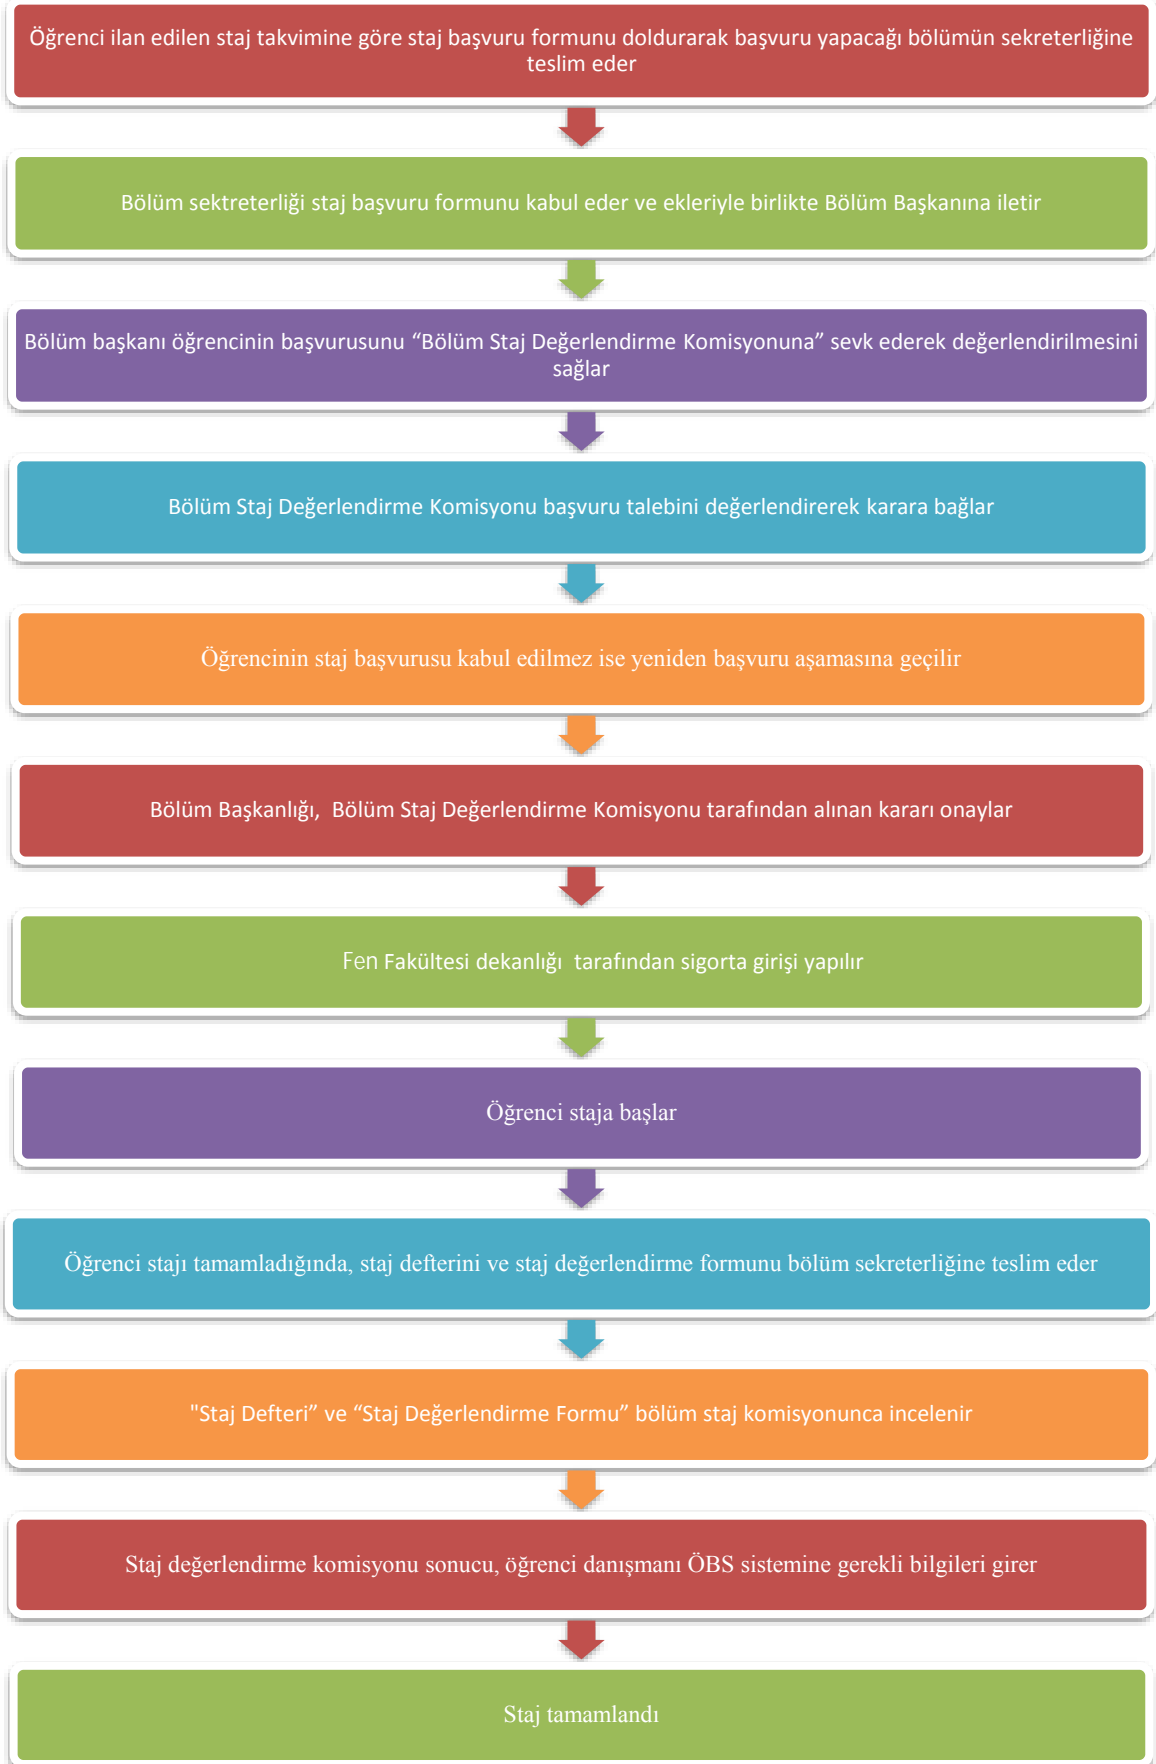 Öğrenci ilan edilen staj takvimine göre staj başvuru formunu doldurarak başvuru yapacağı bölümün sekreterliğine
teslim eder
Bölüm sektreterliği staj başvuru formunu kabul eder ve ekleriyle birlikte Bölüm Başkanına iletir
Bölüm başkanı öğrencinin başvurusunu “Bölüm Staj Değerlendirme Komisyonuna” sevk ederek değerlendirilmesini
sağlar
Bölüm Staj Değerlendirme Komisyonu başvuru talebini değerlendirerek karara bağlar
Öğrencinin staj başvurusu kabul edilmez ise yeniden başvuru aşamasına geçilir
Bölüm Başkanlığı, Bölüm Staj Değerlendirme Komisyonu tarafından alınan kararı onaylar
Fen Fakültesi dekanlığı tarafından sigorta girişi yapılır
Öğrenci staja başlar
Öğrenci stajı tamamladığında, staj defterini ve staj değerlendirme formunu bölüm sekreterliğine teslim eder
"Staj Defteri” ve “Staj Değerlendirme Formu” bölüm staj komisyonunca incelenir
Staj değerlendirme komisyonu sonucu, öğrenci danışmanı ÖBS sistemine gerekli bilgileri girer
Staj tamamlandı